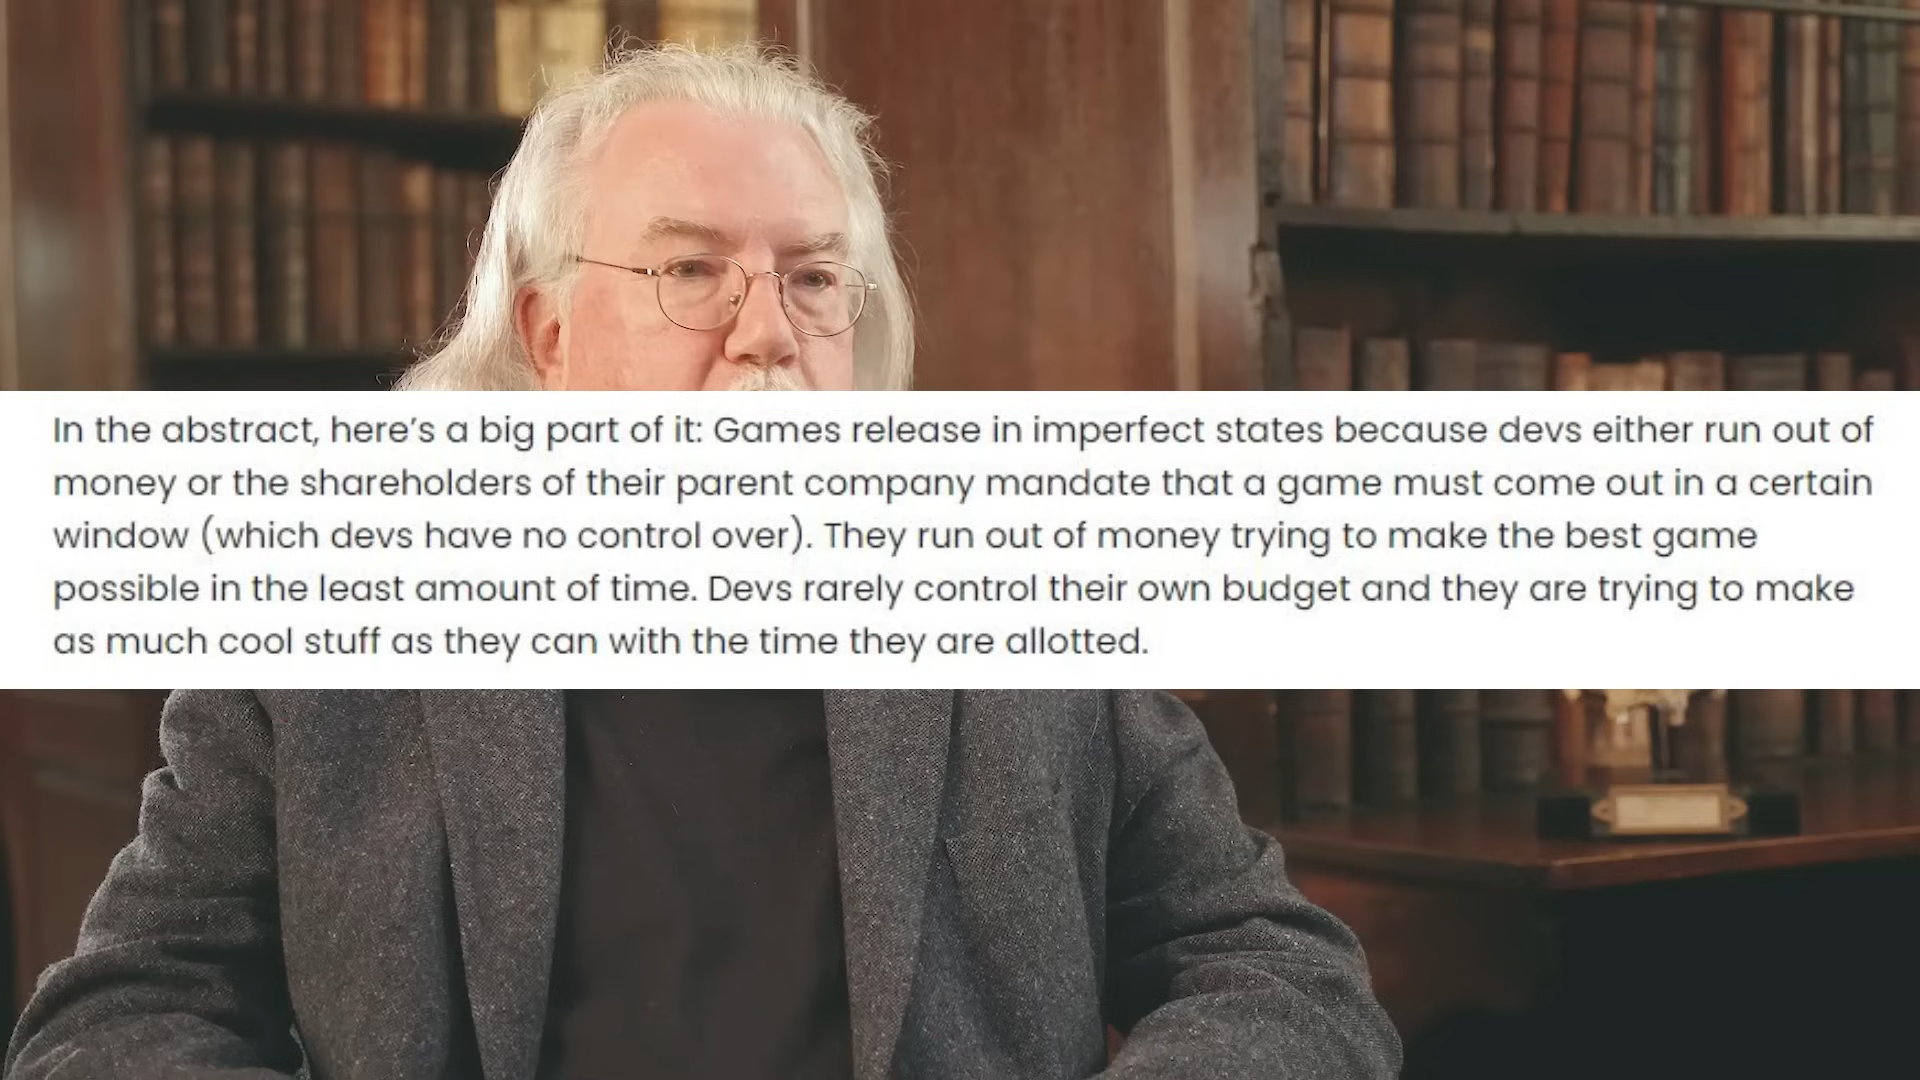 In the abstract, here’s a big part of it: Games release in imperfect states because devs either run out of
money or the shareholders of their parent company mandate that a game must come out in a certain
window (which devs have no control over). They run out of money trying to make the best game
possible in the least amount of time. Devs rarely control their own budget and they are trying to make
as much cool stuff as they can with the time they are allotted.